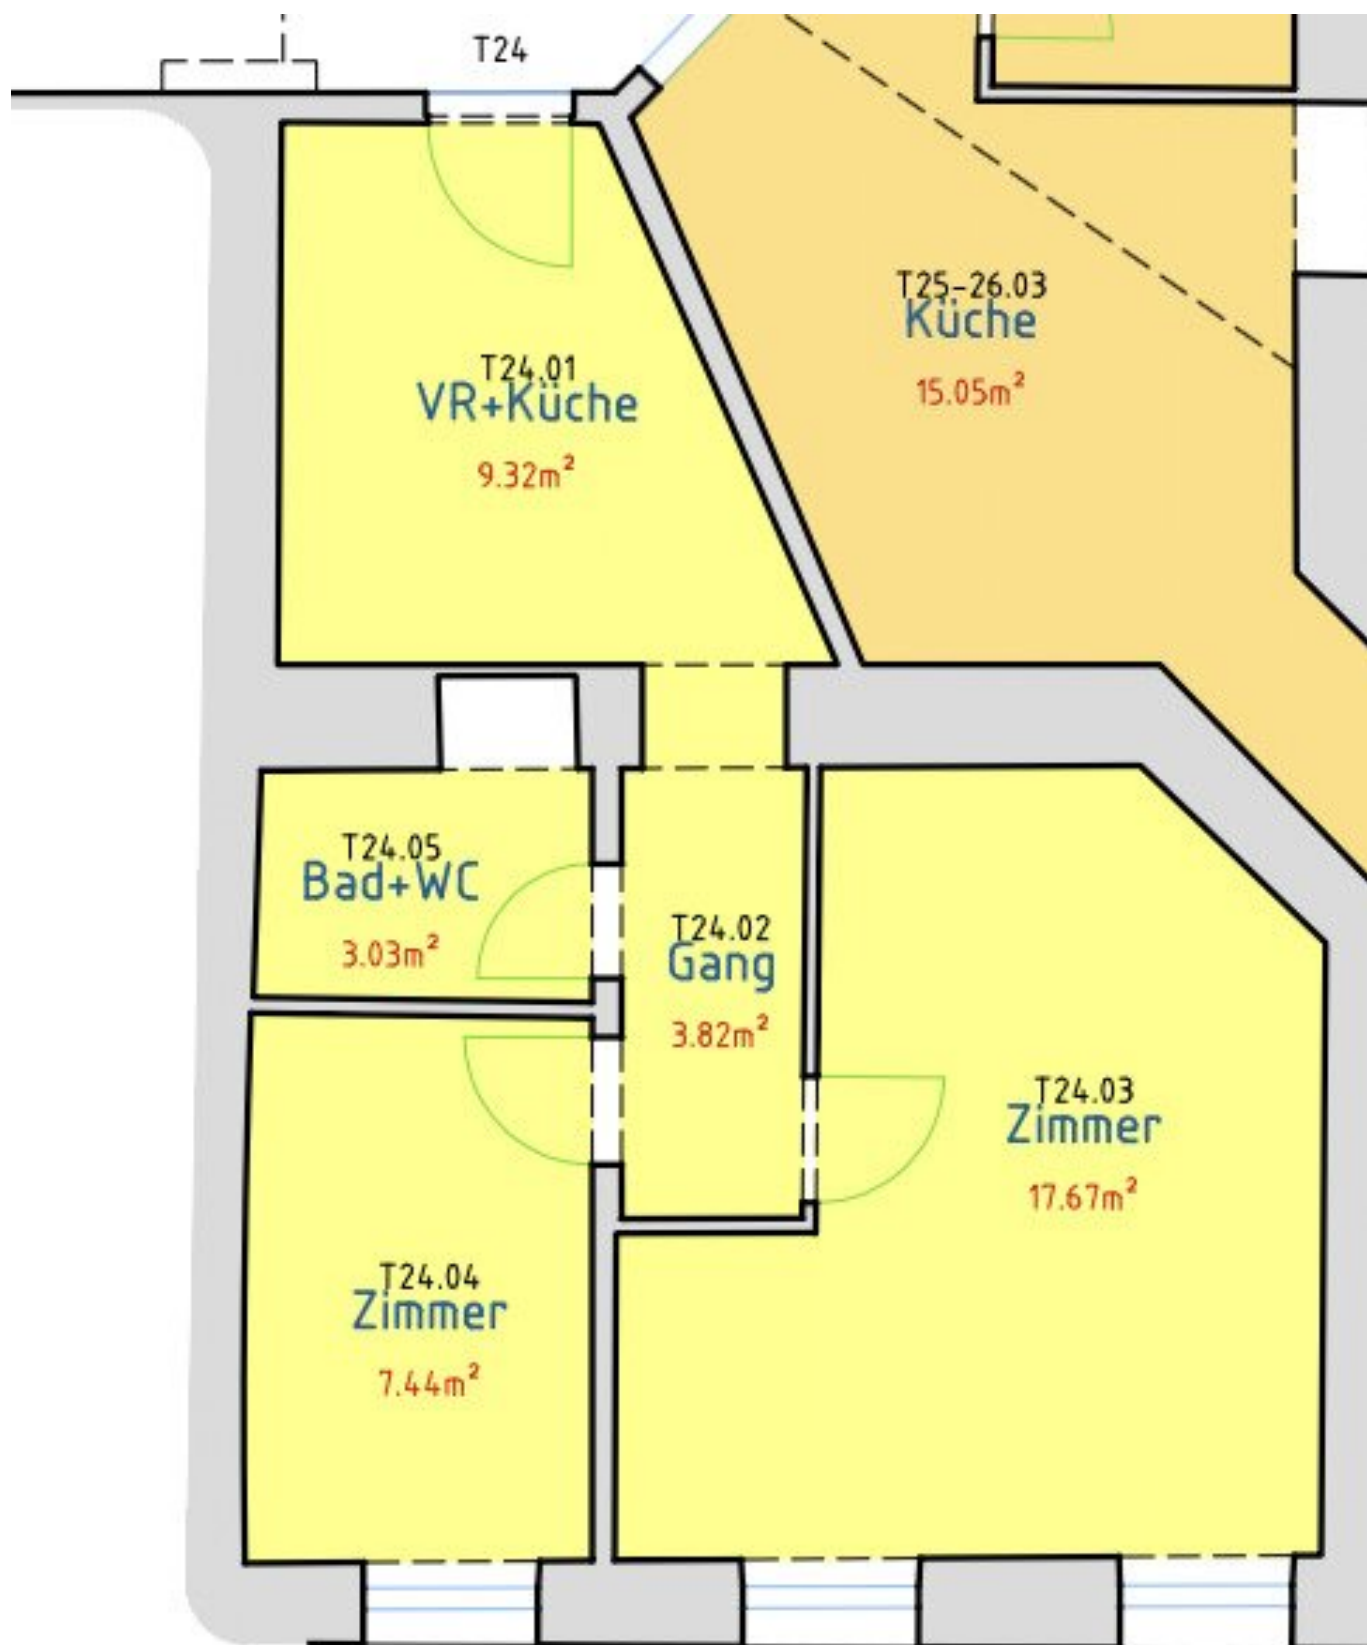 T24
T25-26.03
Küche
15.05m²
T24.01
VR+Küche
9.32m²
T24.05
Bad+WC
3.03m²
T24.02
Gang
3.82m²
T24.03
Zimmer
17.67m²
T24.04
Zimmer
7.44m²